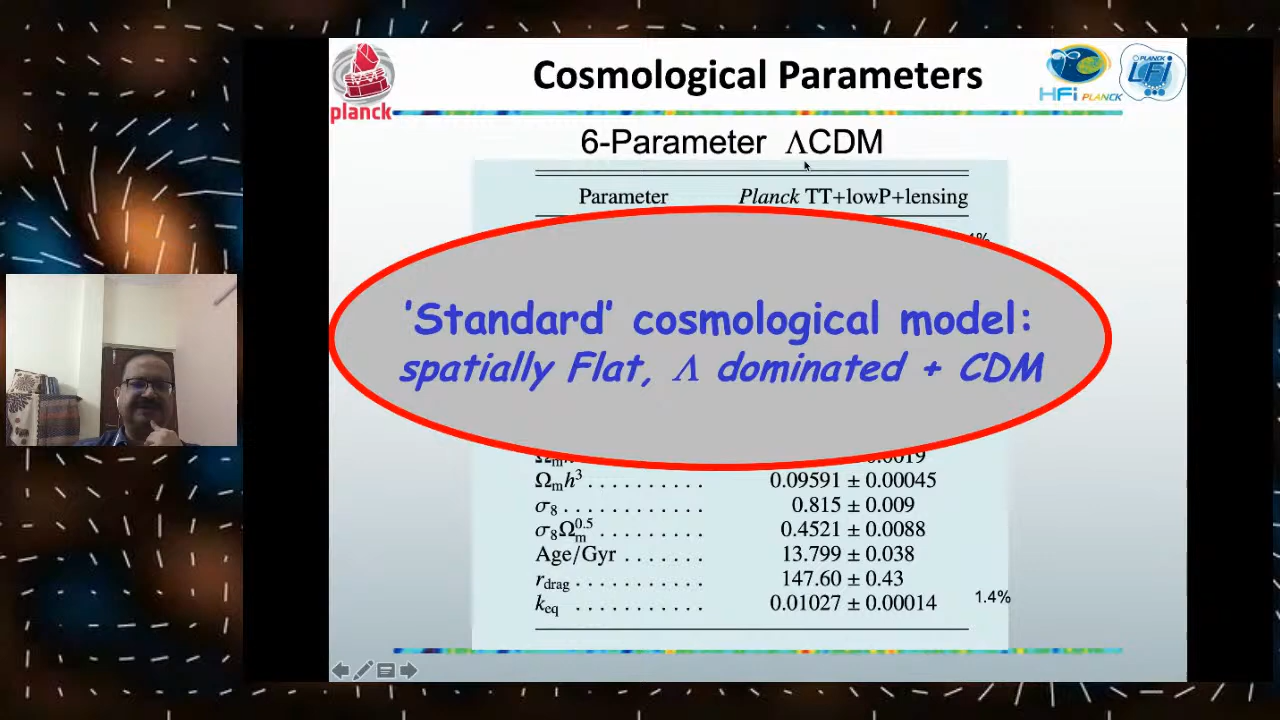 Cosmological Parameters
planck
HFi PLANCK
PLANCK
LFI
6-Parameter ΛCDM
Parameter Planck TT+lowP+lensing
'Standard' cosmological model:
spatially Flat, Λ dominated + CDM
Ωmh³ . . . . . . . . . . 0.09591 ± 0.00045
σ8 . . . . . . . . . . . . 0.815 ± 0.009
σ8Ωm^0.5 . . . . . . . . . 0.4521 ± 0.0088
Age/Gyr . . . . . . . 13.799 ± 0.038
rdrag . . . . . . . . . . . 147.60 ± 0.43
keq . . . . . . . . . . . 0.01027 ± 0.00014
1.4%